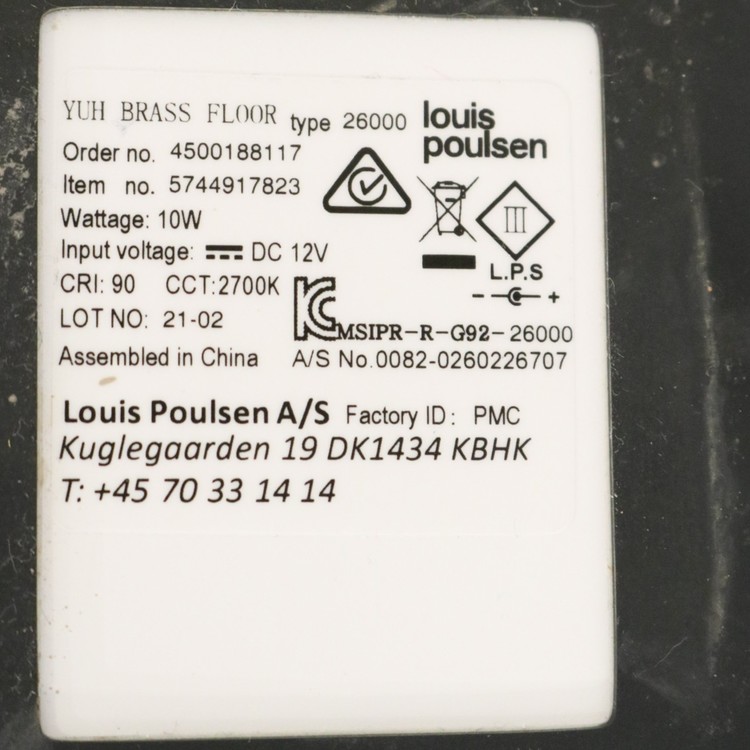 YUH BRASS FLOOR type 26000
louis
poulsen
Order no. 4500188117
Item no. 5744917823
Wattage: 10W
Input voltage: DC 12V
III
L.P.S
- +
CRI: 90 CCT:2700K
LOT NO: 21-02
MSIPR-R-G92-26000
Assembled in China A/S No.0082-0260226707
Louis Poulsen A/S Factory ID: PMC
Kuglegaarden 19 DK1434 KBHK
T: +45 70 33 14 14